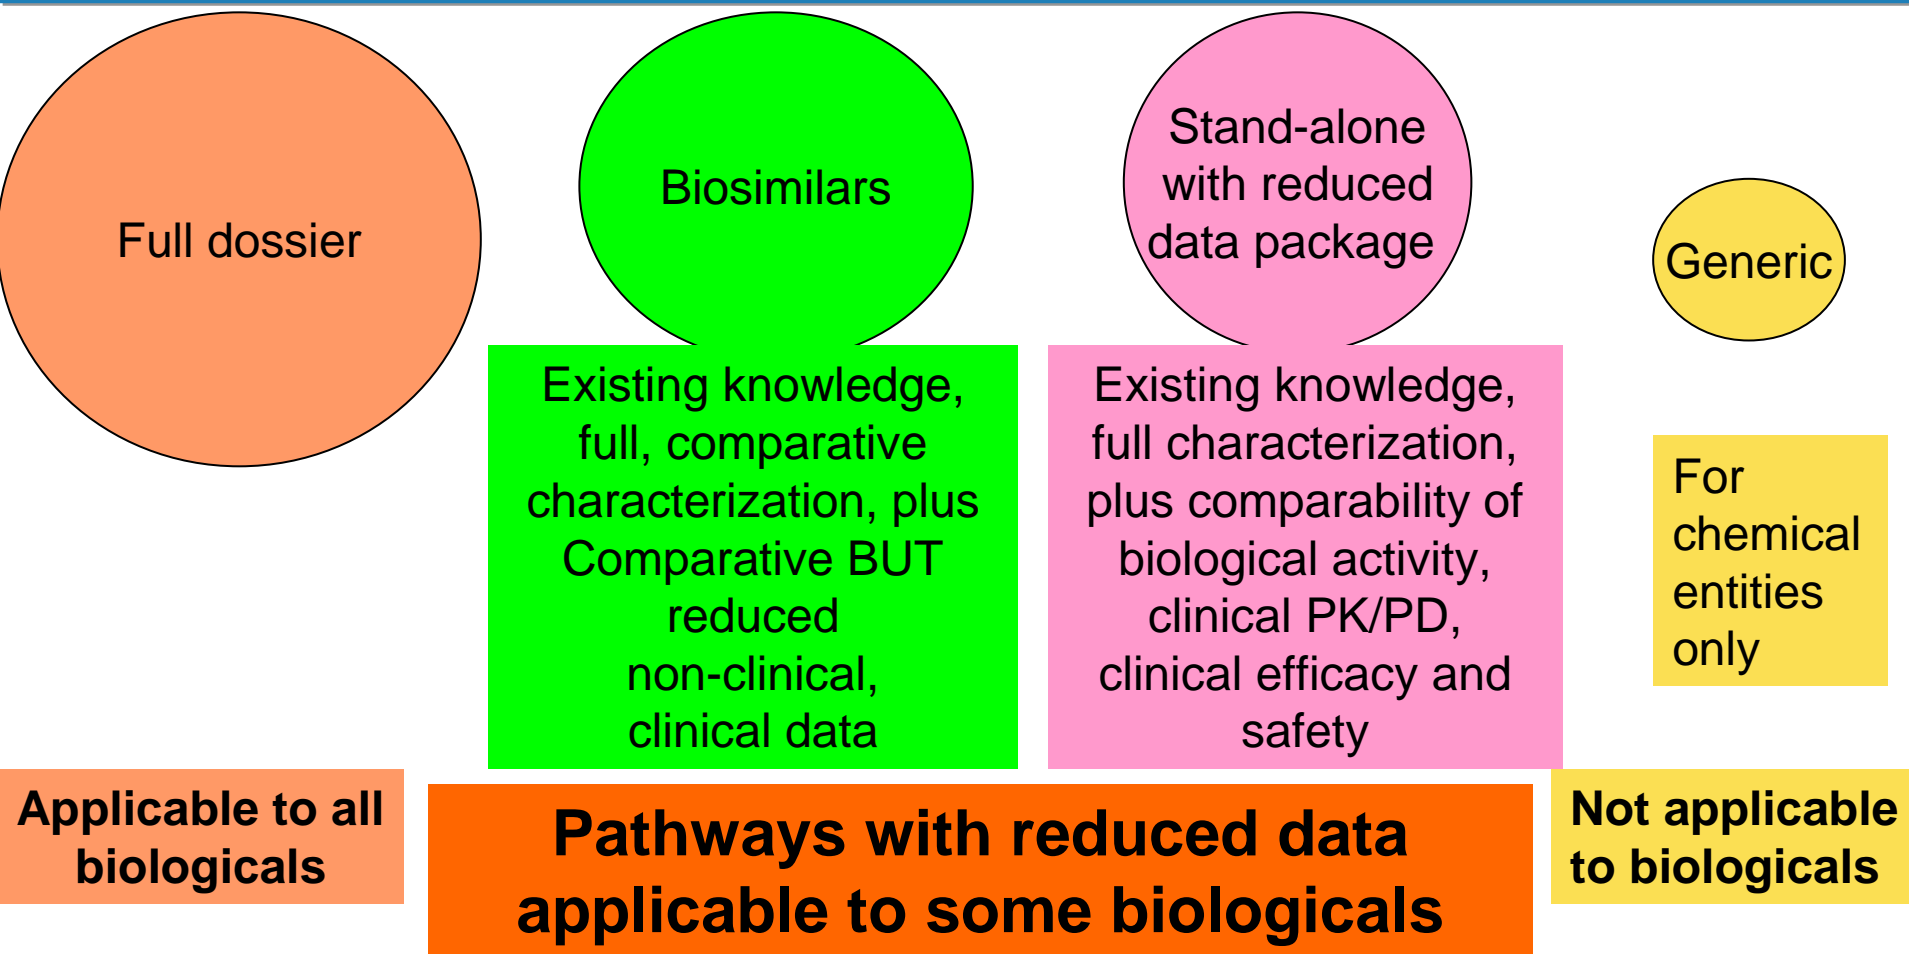 Full dossier
Biosimilars
Stand-alone
with reduced
data package
Generic
Existing knowledge,
full, comparative
characterization, plus
Comparative BUT
reduced
non-clinical,
clinical data
Existing knowledge,
full characterization,
plus comparability of
biological activity,
clinical PK/PD,
clinical efficacy and
safety
For
chemical
entities
only
Applicable to all
biologicals
Pathways with reduced data
applicable to some biologicals
Not applicable
to biologicals